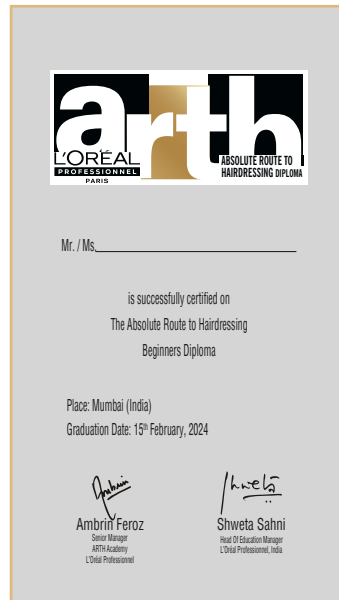 arth
L'ORÉAL
PROFESSIONNEL
PARIS
ABSOLUTE ROUTE TO
HAIRDRESSING DIPLOMA
Mr. / Ms.
is successfully certified on
The Absolute Route to Hairdressing
Beginners Diploma
Place: Mumbai (India)
Graduation Date: 15th February, 2024
Ambrin
Shweta
Ambrin Feroz
Shweta Sahni
Senior Manager
Head Of Education Manager
ARTH Academy
L'Oréal Professionnel, India
L'Oréal Professionnel